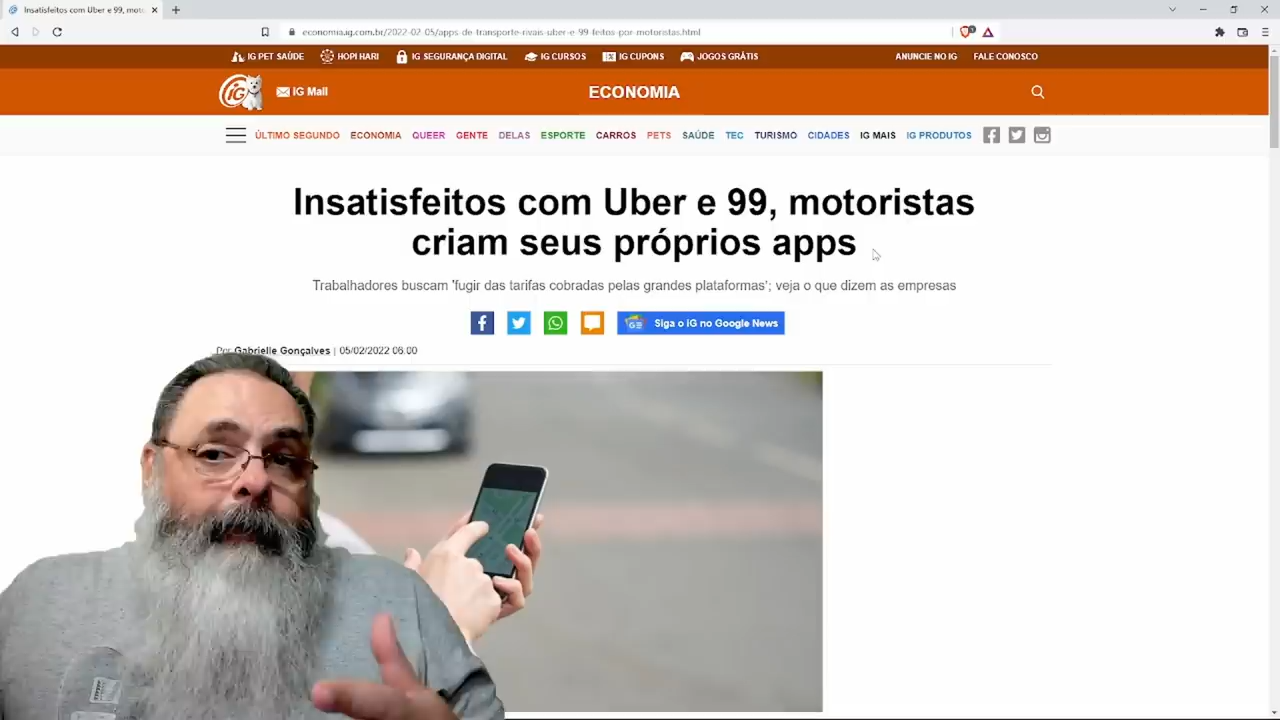 Insatisfeitos com Uber e 99, moto
economia.ig.com.br/2022-02-05/apps-de-transporte-rivais-uber-e-99-feitos-por-motoristas.html
IG PET SAÚDE HOPI HARI IG SEGURANÇA DIGITAL IG CURSOS IG CUPONS JOGOS GRÁTIS ANUNCIE NO IG FALE CONOSCO
iG IG Mail ECONOMIA
ÚLTIMO SEGUNDO ECONOMIA QUEER GENTE DELAS ESPORTE CARROS PETS SAÚDE TEC TURISMO CIDADES IG MAIS IG PRODUTOS
Insatisfeitos com Uber e 99, motoristas
criam seus próprios apps
Trabalhadores buscam 'fugir das tarifas cobradas pelas grandes plataformas'; veja o que dizem as empresas
Siga o iG no Google News
Por Gabrielle Gonçalves | 05/02/2022 06:00